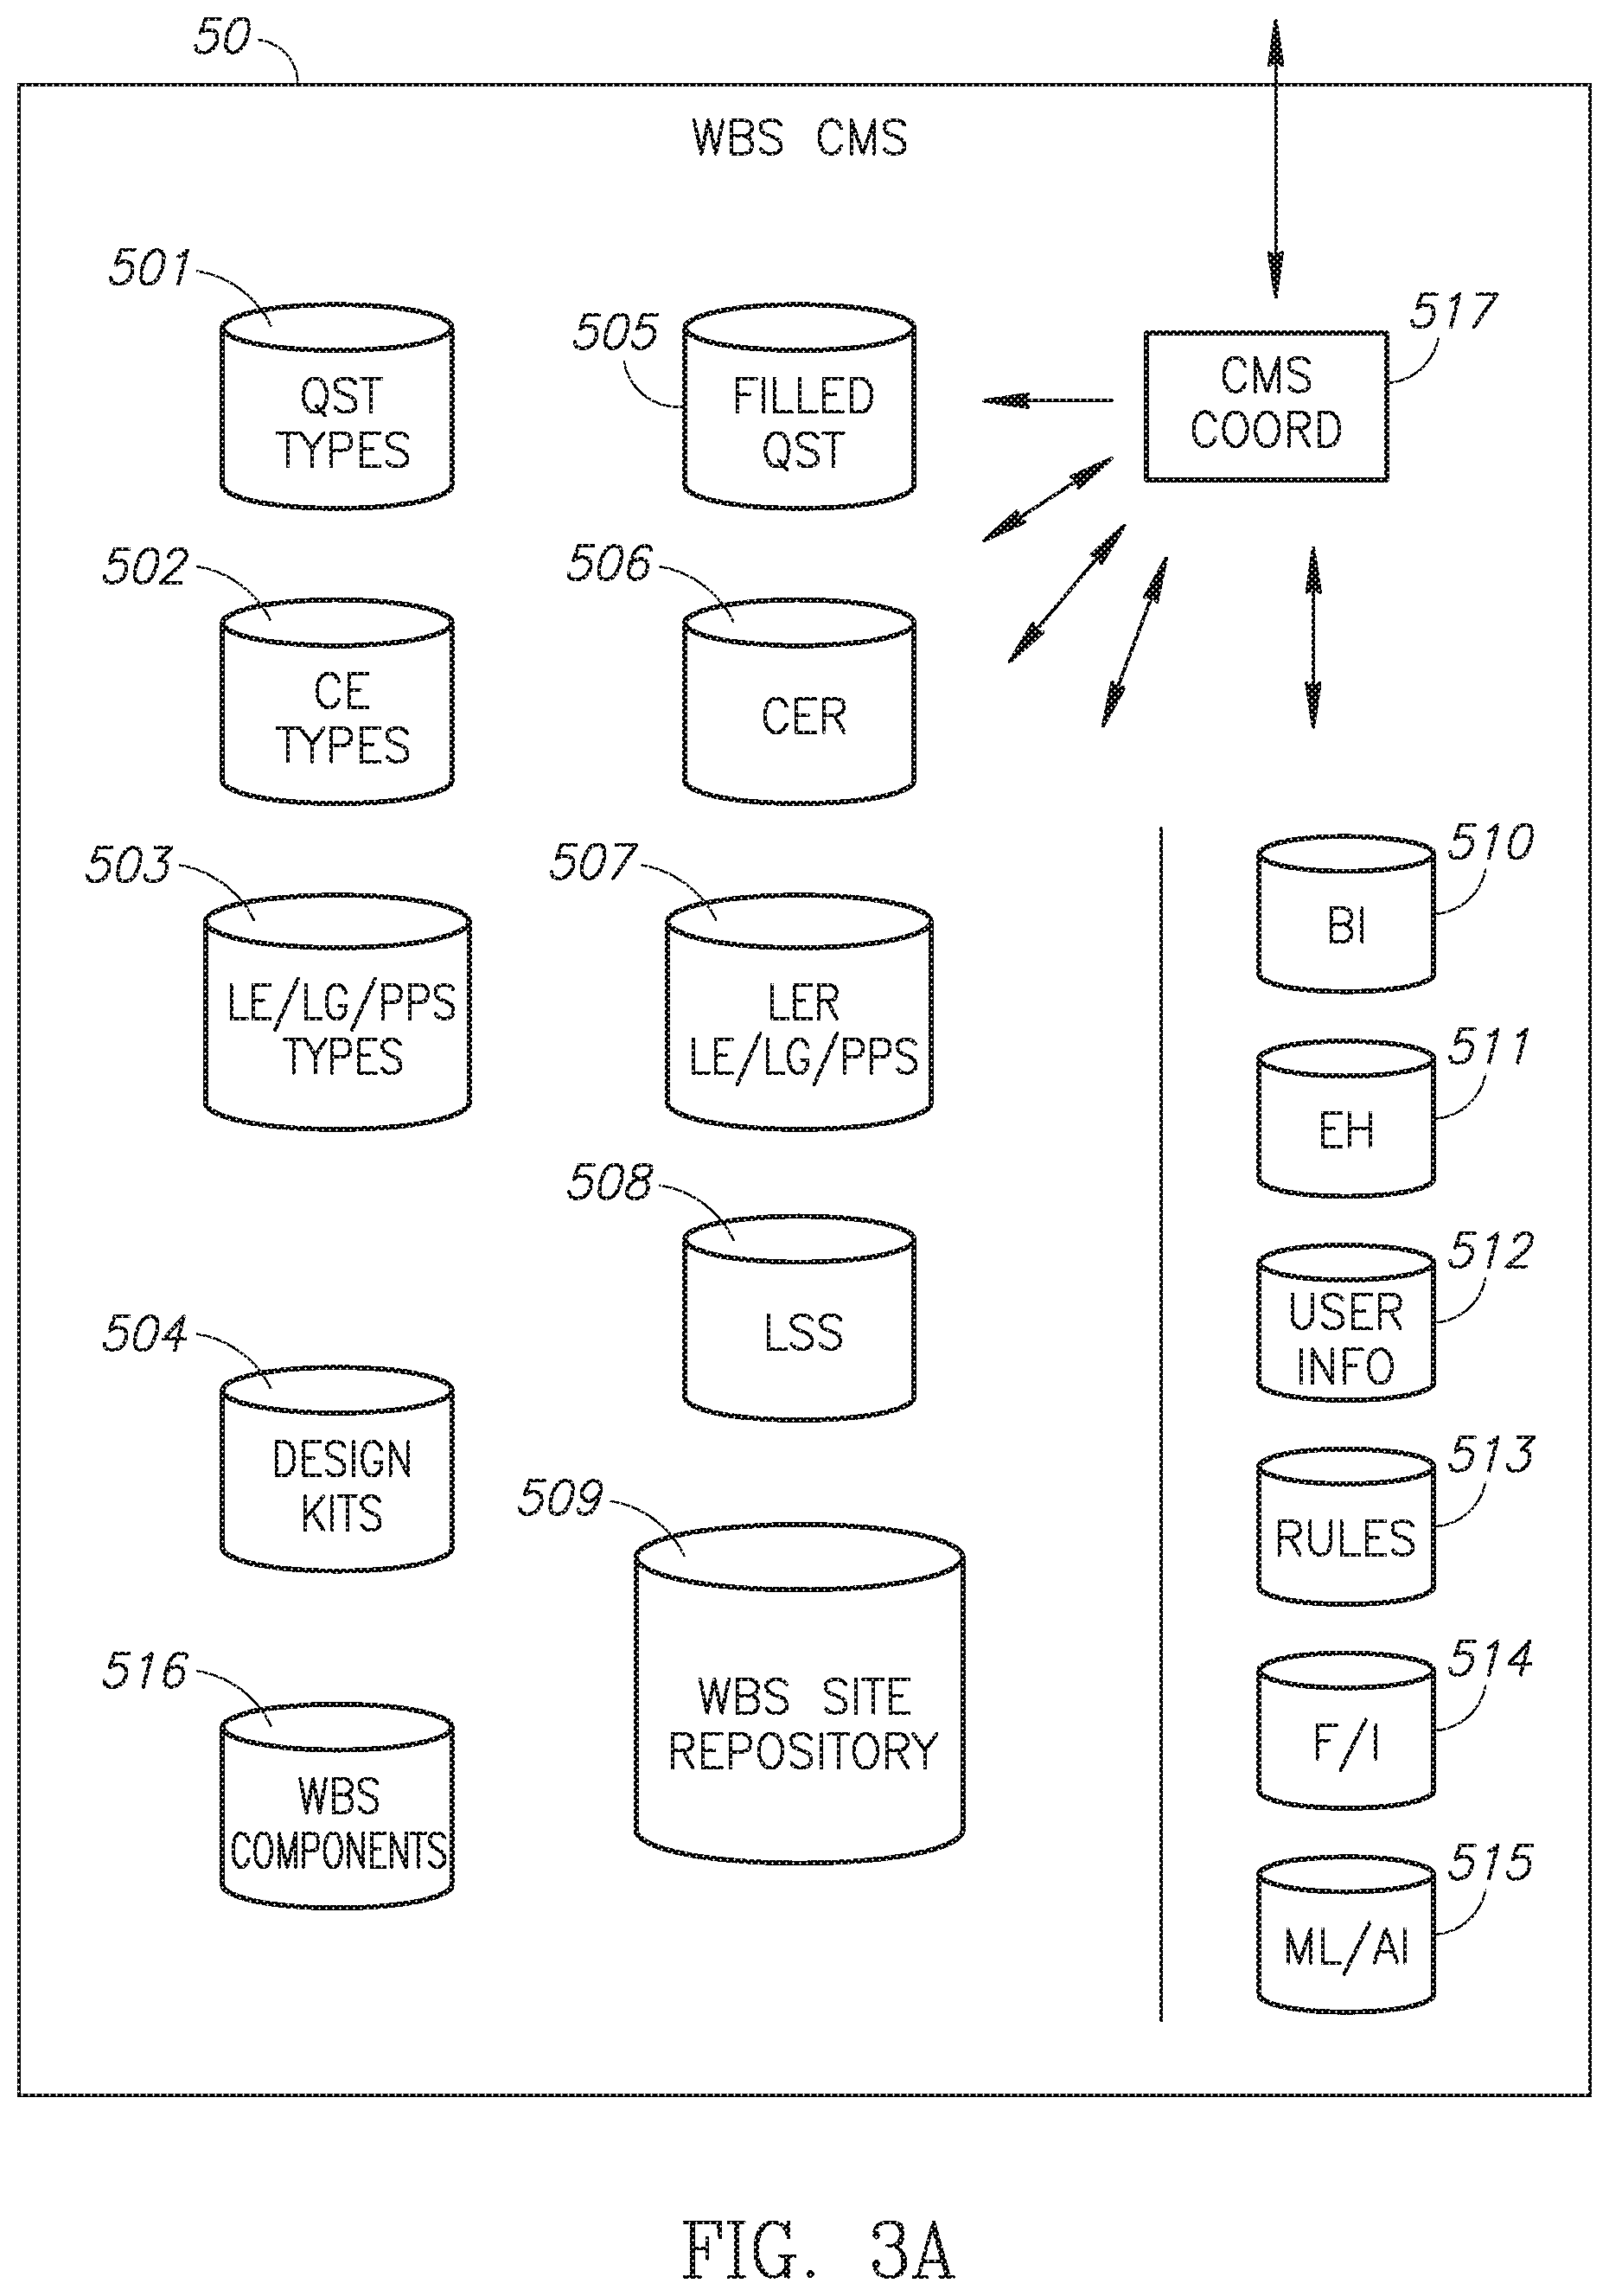 50
WBS CMS
501
QST
TYPES
505
FILLED
QST
517
CMS
COORD
502
CE
TYPES
506
CER
503
LE/LG/PPS
TYPES
507
LER
LE/LG/PPS
510
BI
511
EH
508
LSS
512
USER
INFO
504
DESIGN
KITS
509
WBS SITE
REPOSITORY
513
RULES
516
WBS
COMPONENTS
514
F/I
515
ML/AI
FIG. 3A